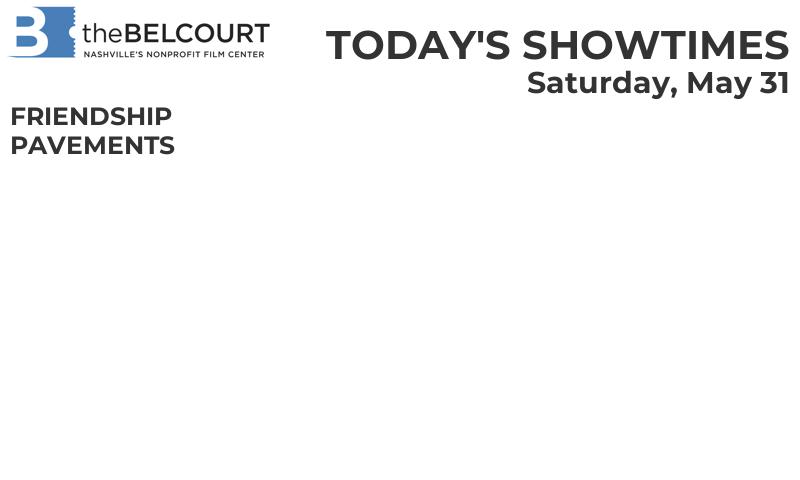 B theBELCOURT
NASHVILLE'S NONPROFIT FILM CENTER
TODAY'S SHOWTIMES
Saturday, May 31
FRIENDSHIP
PAVEMENTS